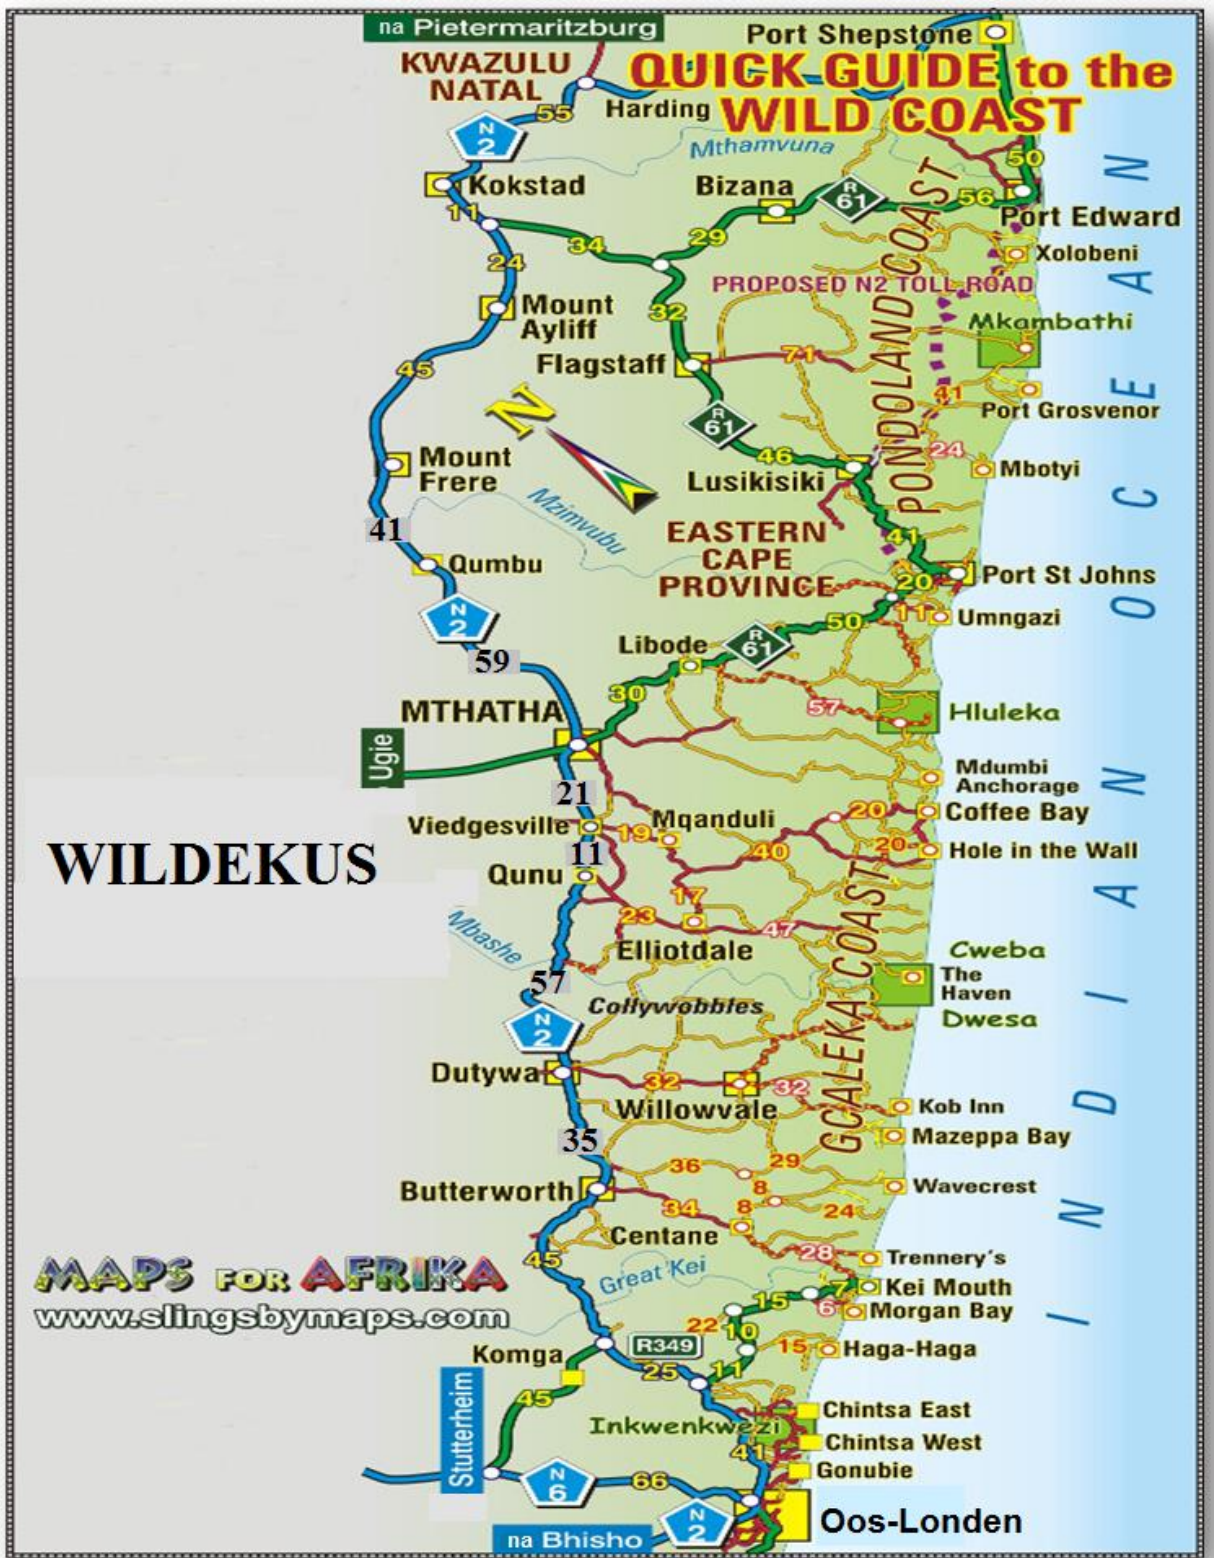 na Pietermaritzburg
Port Shepstone
KWAZULU
NATAL
QUICK GUIDE to the
WILD COAST
Harding
55
N
2
Mthamvuna
50
Kokstad
Bizana
R
61
56
11
Port Edward
34
29
24
Xolobeni
PROPOSED N2 TOLL ROAD
Mount
Ayliff
32
Mkambathi
Flagstaff
71
45
41
Port Grosvenor
PONDOLAND COAST
N
R
61
46
24
Mount
Frere
Lusikisiki
Mbotyi
Mzimvubu
41
EASTERN
CAPE
PROVINCE
41
Qumbu
20
Port St Johns
11
Umngazi
N
2
50
R
61
Libode
59
30
57
MTHATHA
Hluleka
Ugie
Mdumbi
Anchorage
21
20
Coffee Bay
Viedgesville
19
Mqanduli
WILDEKUS
11
40
20
Hole in the Wall
Qunu
17
23
47
Mbashe
Elliotdale
Cweba
57
The
Haven
Collywobbles
Dwesa
N
2
GCALEKA COAST
Dutywa
32
32
Willowvale
Kob Inn
35
Mazeppa Bay
36
29
Butterworth
8
Wavecrest
34
8
24
Centane
45
28
Trennery's
MAPS FOR AFRIKA
Great Kei
7
Kei Mouth
www.slingsbymaps.com
15
6
Morgan Bay
22
10
R349
15
Haga-Haga
Komga
25
11
45
Stutterheim
Chintsa East
Inkwenkwezi
41
Chintsa West
Gonubie
N
6
66
N
2
na Bhisho
Oos-Londen
INDIAN OCEAN